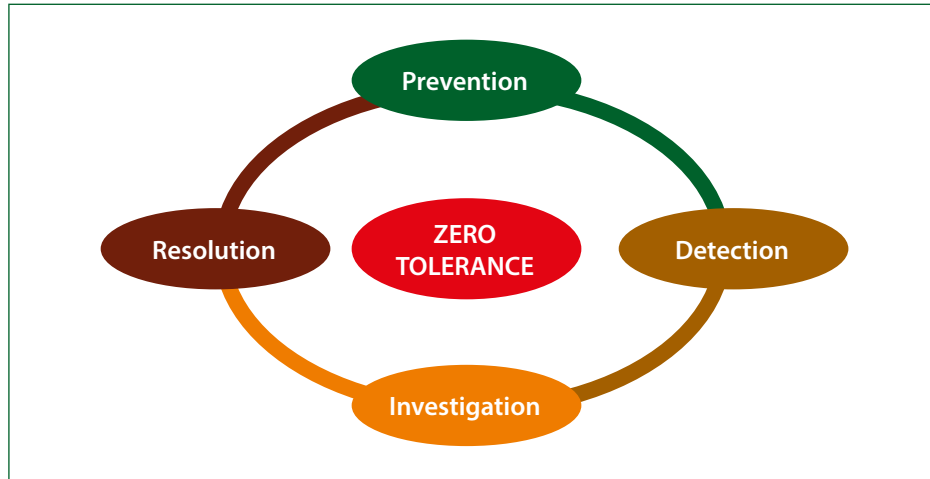 Prevention
Resolution
ZERO
TOLERANCE
Detection
Investigation